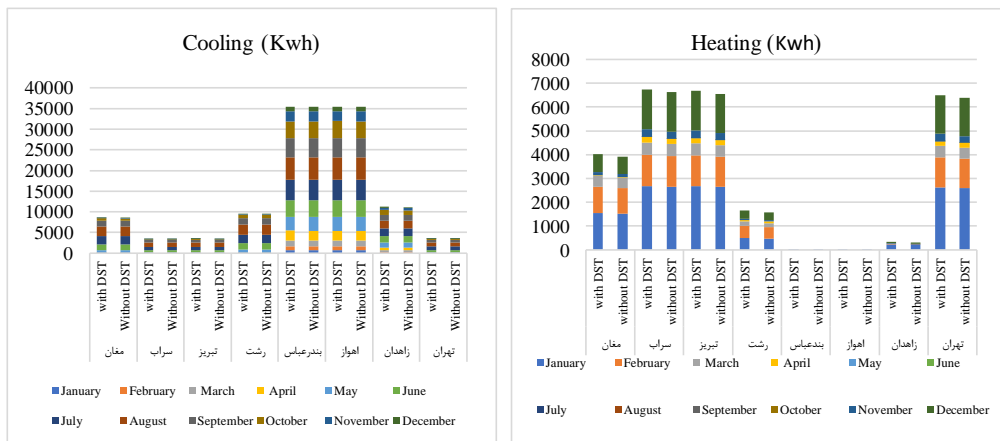 Cooling (Kwh)
40000
35000
30000
25000
20000
15000
10000
5000
0
with DST
Without DST
with DST
Without DST
with DST
Without DST
with DST
Without DST
with DST
Without DST
with DST
Without DST
with DST
Without DST
with DST
Without DST
مغان سراب تبریز رشت بندرعباس اهواز زاهدان تهران
January February March April May June
July August September October November December
Heating (Kwh)
8000
7000
6000
5000
4000
3000
2000
1000
0
with DST
without DST
with DST
without DST
with DST
without DST
with DST
without DST
with DST
without DST
with DST
without DST
with DST
without DST
with DST
without DST
مغان سراب تبریز رشت بندرعباس اهواز زاهدان تهران
January February March April May June
July August September October November December